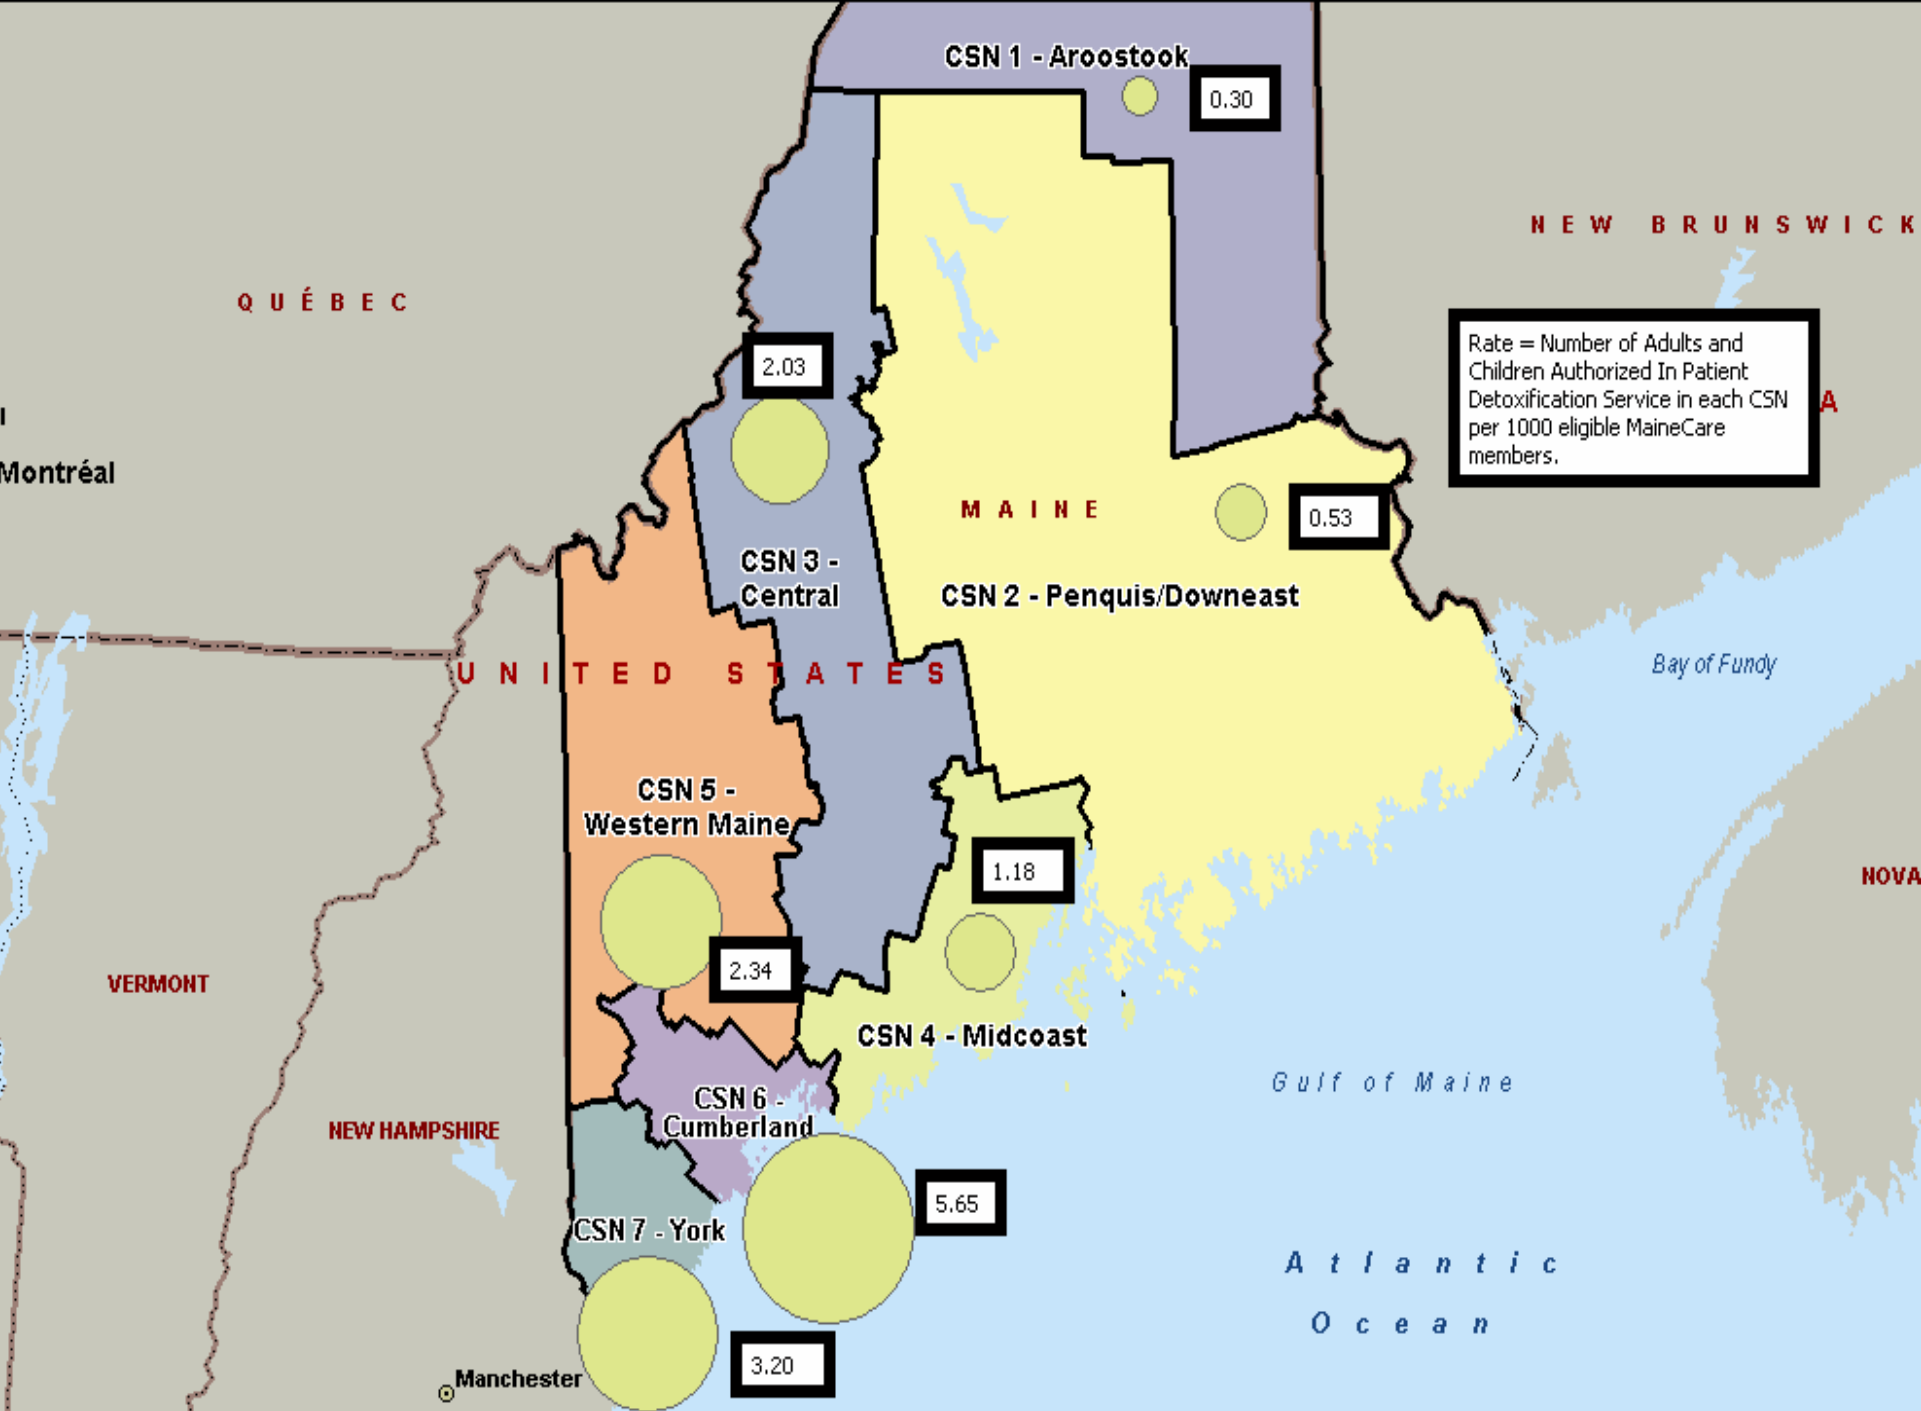 CSN 1 - Aroostook
0.30
NEW BRUNSWICK
QUÉBEC
Rate = Number of Adults and
Children Authorized In Patient
Detoxification Service in each CSN
per 1000 eligible MaineCare
members.
A
2.03
Montréal
MAINE
0.53
CSN 3 -
Central
CSN 2 - Penquis/Downeast
UNITED STATES
Bay of Fundy
CSN 5 -
Western Maine
1.18
NOVA
2.34
VERMONT
CSN 4 - Midcoast
Gulf of Maine
CSN 6 -
Cumberland
NEW HAMPSHIRE
5.65
CSN 7 - York
Atlantic
Ocean
3.20
Manchester